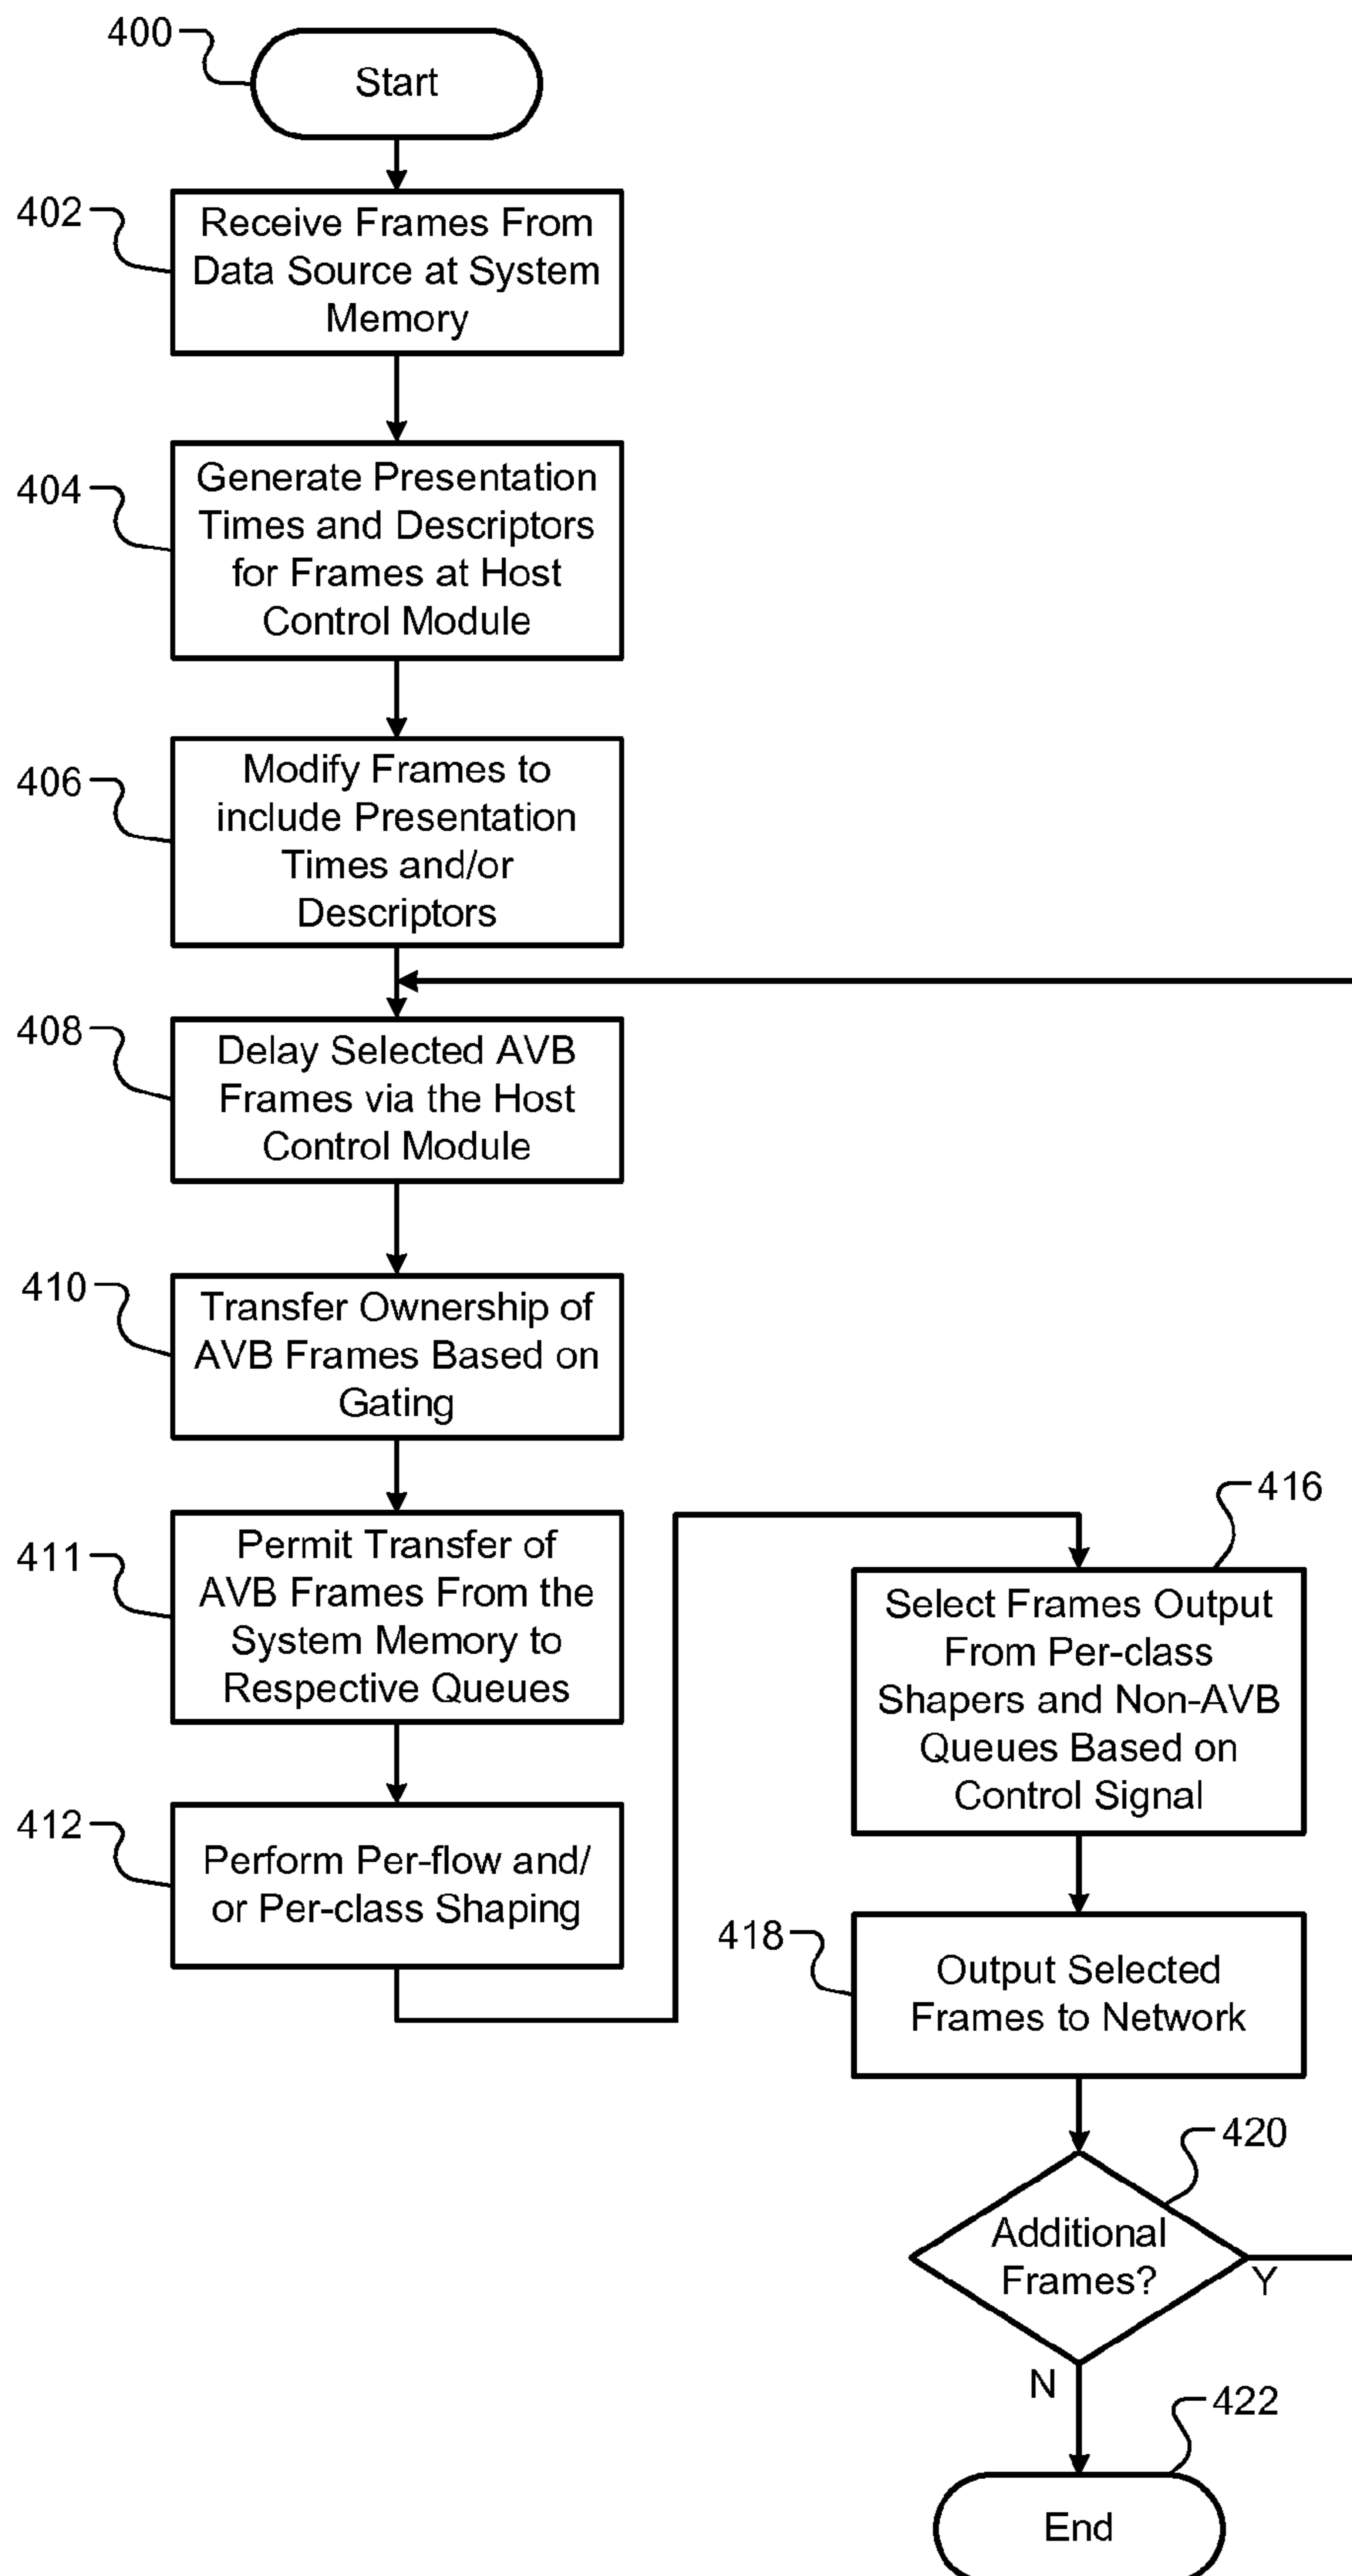 400
Start
402
Receive Frames From
Data Source at System
Memory
404
Generate Presentation
Times and Descriptors
for Frames at Host
Control Module
406
Modify Frames to
include Presentation
Times and/or
Descriptors
408
Delay Selected AVB
Frames via the Host
Control Module
410
Transfer Ownership of
AVB Frames Based on
Gating
411
Permit Transfer of
AVB Frames From the
System Memory to
Respective Queues
412
Perform Per-flow and/
or Per-class Shaping
416
Select Frames Output
From Per-class
Shapers and Non-AVB
Queues Based on
Control Signal
418
Output Selected
Frames to Network
420
Additional
Frames?
Y
N
422
End